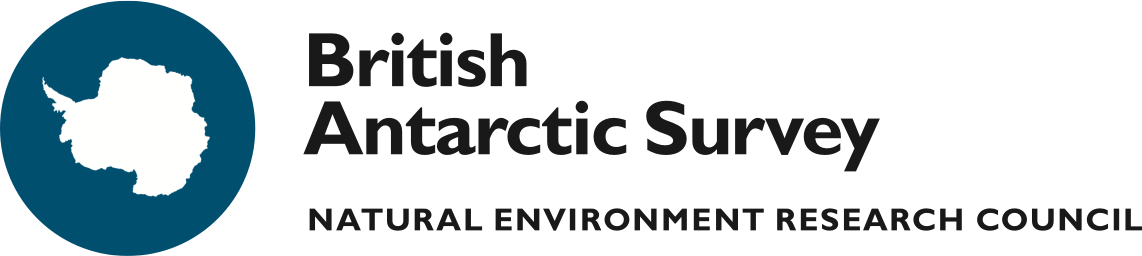 British
Antarctic Survey
NATURAL ENVIRONMENT RESEARCH COUNCIL